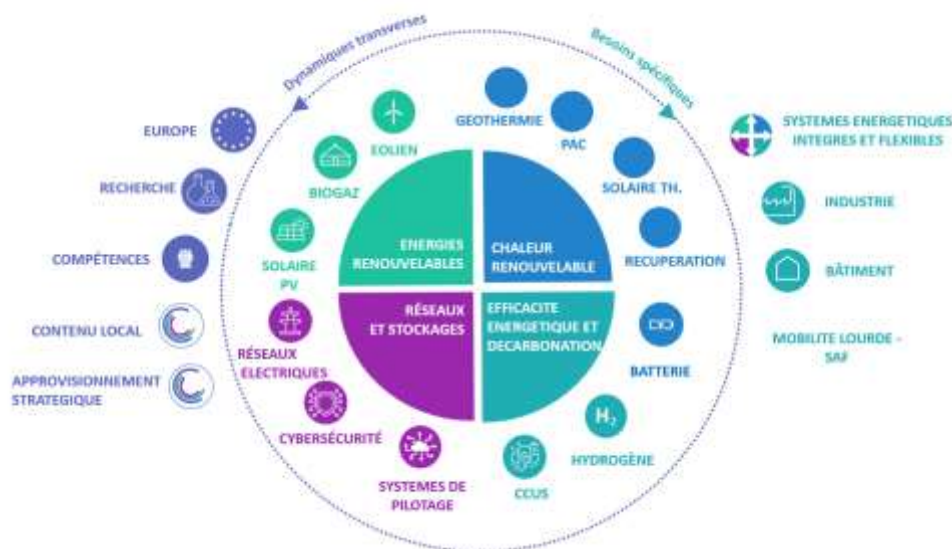 Dynamiques transverses
Besoins spécifiques
EUROPE
RECHERCHE
COMPÉTENCES
CONTENU LOCAL
APPROVISIONNEMENT
STRATEGIQUE
EOLIEN
BIOGAZ
SOLAIRE
PV
GEOTHERMIE
PAC
SOLAIRE TH.
RECUPERATION
ENERGIES
RENOUVELABLES
CHALEUR
RENOUVELABLE
RÉSEAUX
ET STOCKAGES
EFFICACITE
ENERGETIQUE ET
DECARBONATION
RÉSEAUX
ELECTRIQUES
CYBERSÉCURITÉ
SYSTEMES DE
PILOTAGE
BATTERIE
H₂
HYDROGÈNE
CCUS
SYSTEMES ENERGETIQUES
INTEGRES ET FLEXIBLES
INDUSTRIE
BÂTIMENT
MOBILITE LOURDE -
SAF